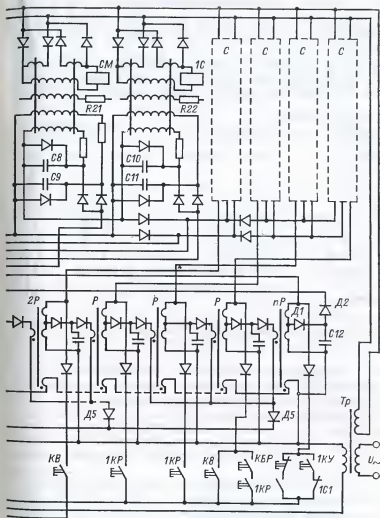 СМ 1С С С С С
R21 R22
С8 С10
С9 С11
2Р Р Р Р пР Д1 Д2
С12
Тр
Д5 Д5
КВ 1КР 1КР КВ КБР 1КУ
1КР 1С1
U~